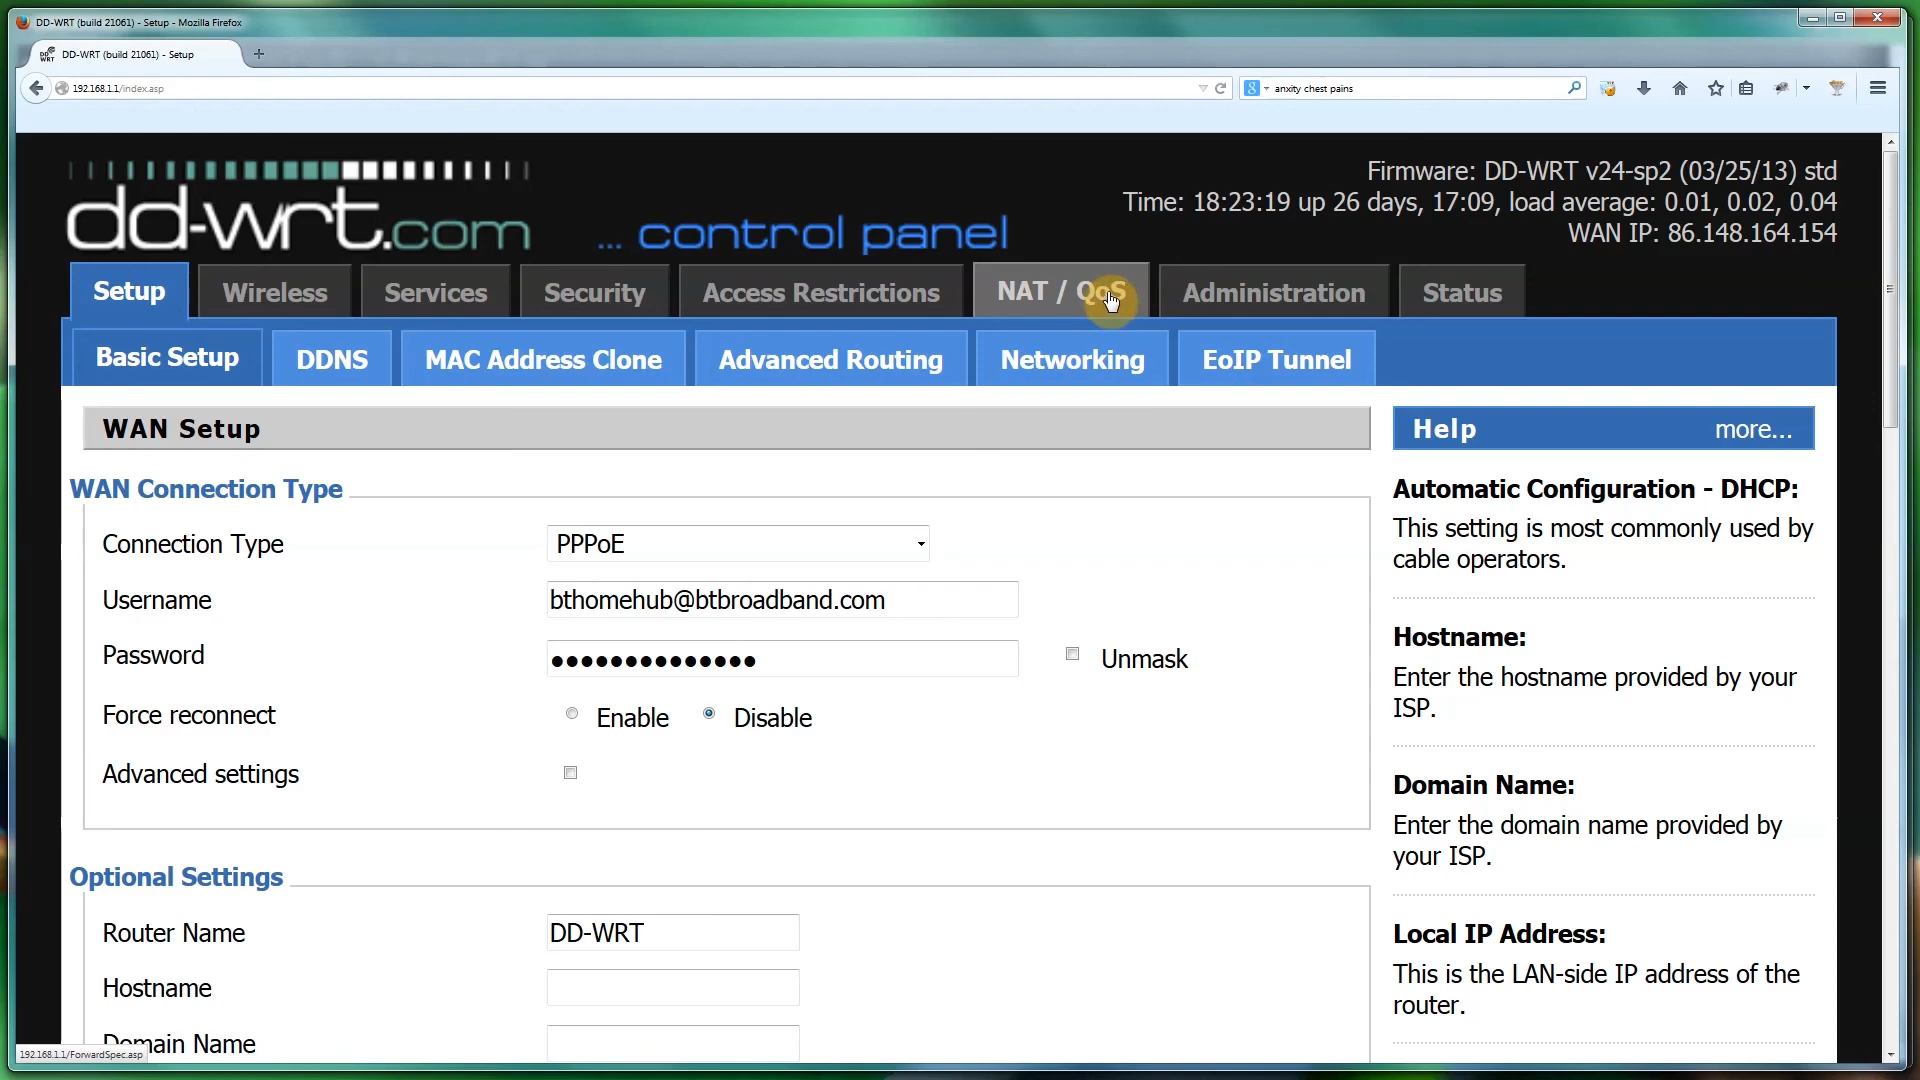 DD-WRT (build 21061) - Setup - Mozilla Firefox
DD-WRT (build 21061) - Setup
192.168.1.1/index.asp
anxity chest pains
dd-wrt.com ... control panel
Firmware: DD-WRT v24-sp2 (03/25/13) std
Time: 18:23:19 up 26 days, 17:09, load average: 0.01, 0.02, 0.04
WAN IP: 86.148.164.154
Setup Wireless Services Security Access Restrictions NAT / QoS Administration Status
Basic Setup DDNS MAC Address Clone Advanced Routing Networking EoIP Tunnel
WAN Setup
WAN Connection Type
Connection Type PPPoE
Username bthomehub@btbroadband.com
Password ●●●●●●●●●●●●●● Unmask
Force reconnect Enable Disable
Advanced settings
Optional Settings
Router Name DD-WRT
Hostname
Domain Name
Help more...
Automatic Configuration - DHCP:
This setting is most commonly used by
cable operators.
Hostname:
Enter the hostname provided by your
ISP.
Domain Name:
Enter the domain name provided by
your ISP.
Local IP Address:
This is the LAN-side IP address of the
router.
192.168.1.1/ForwardSpec.asp